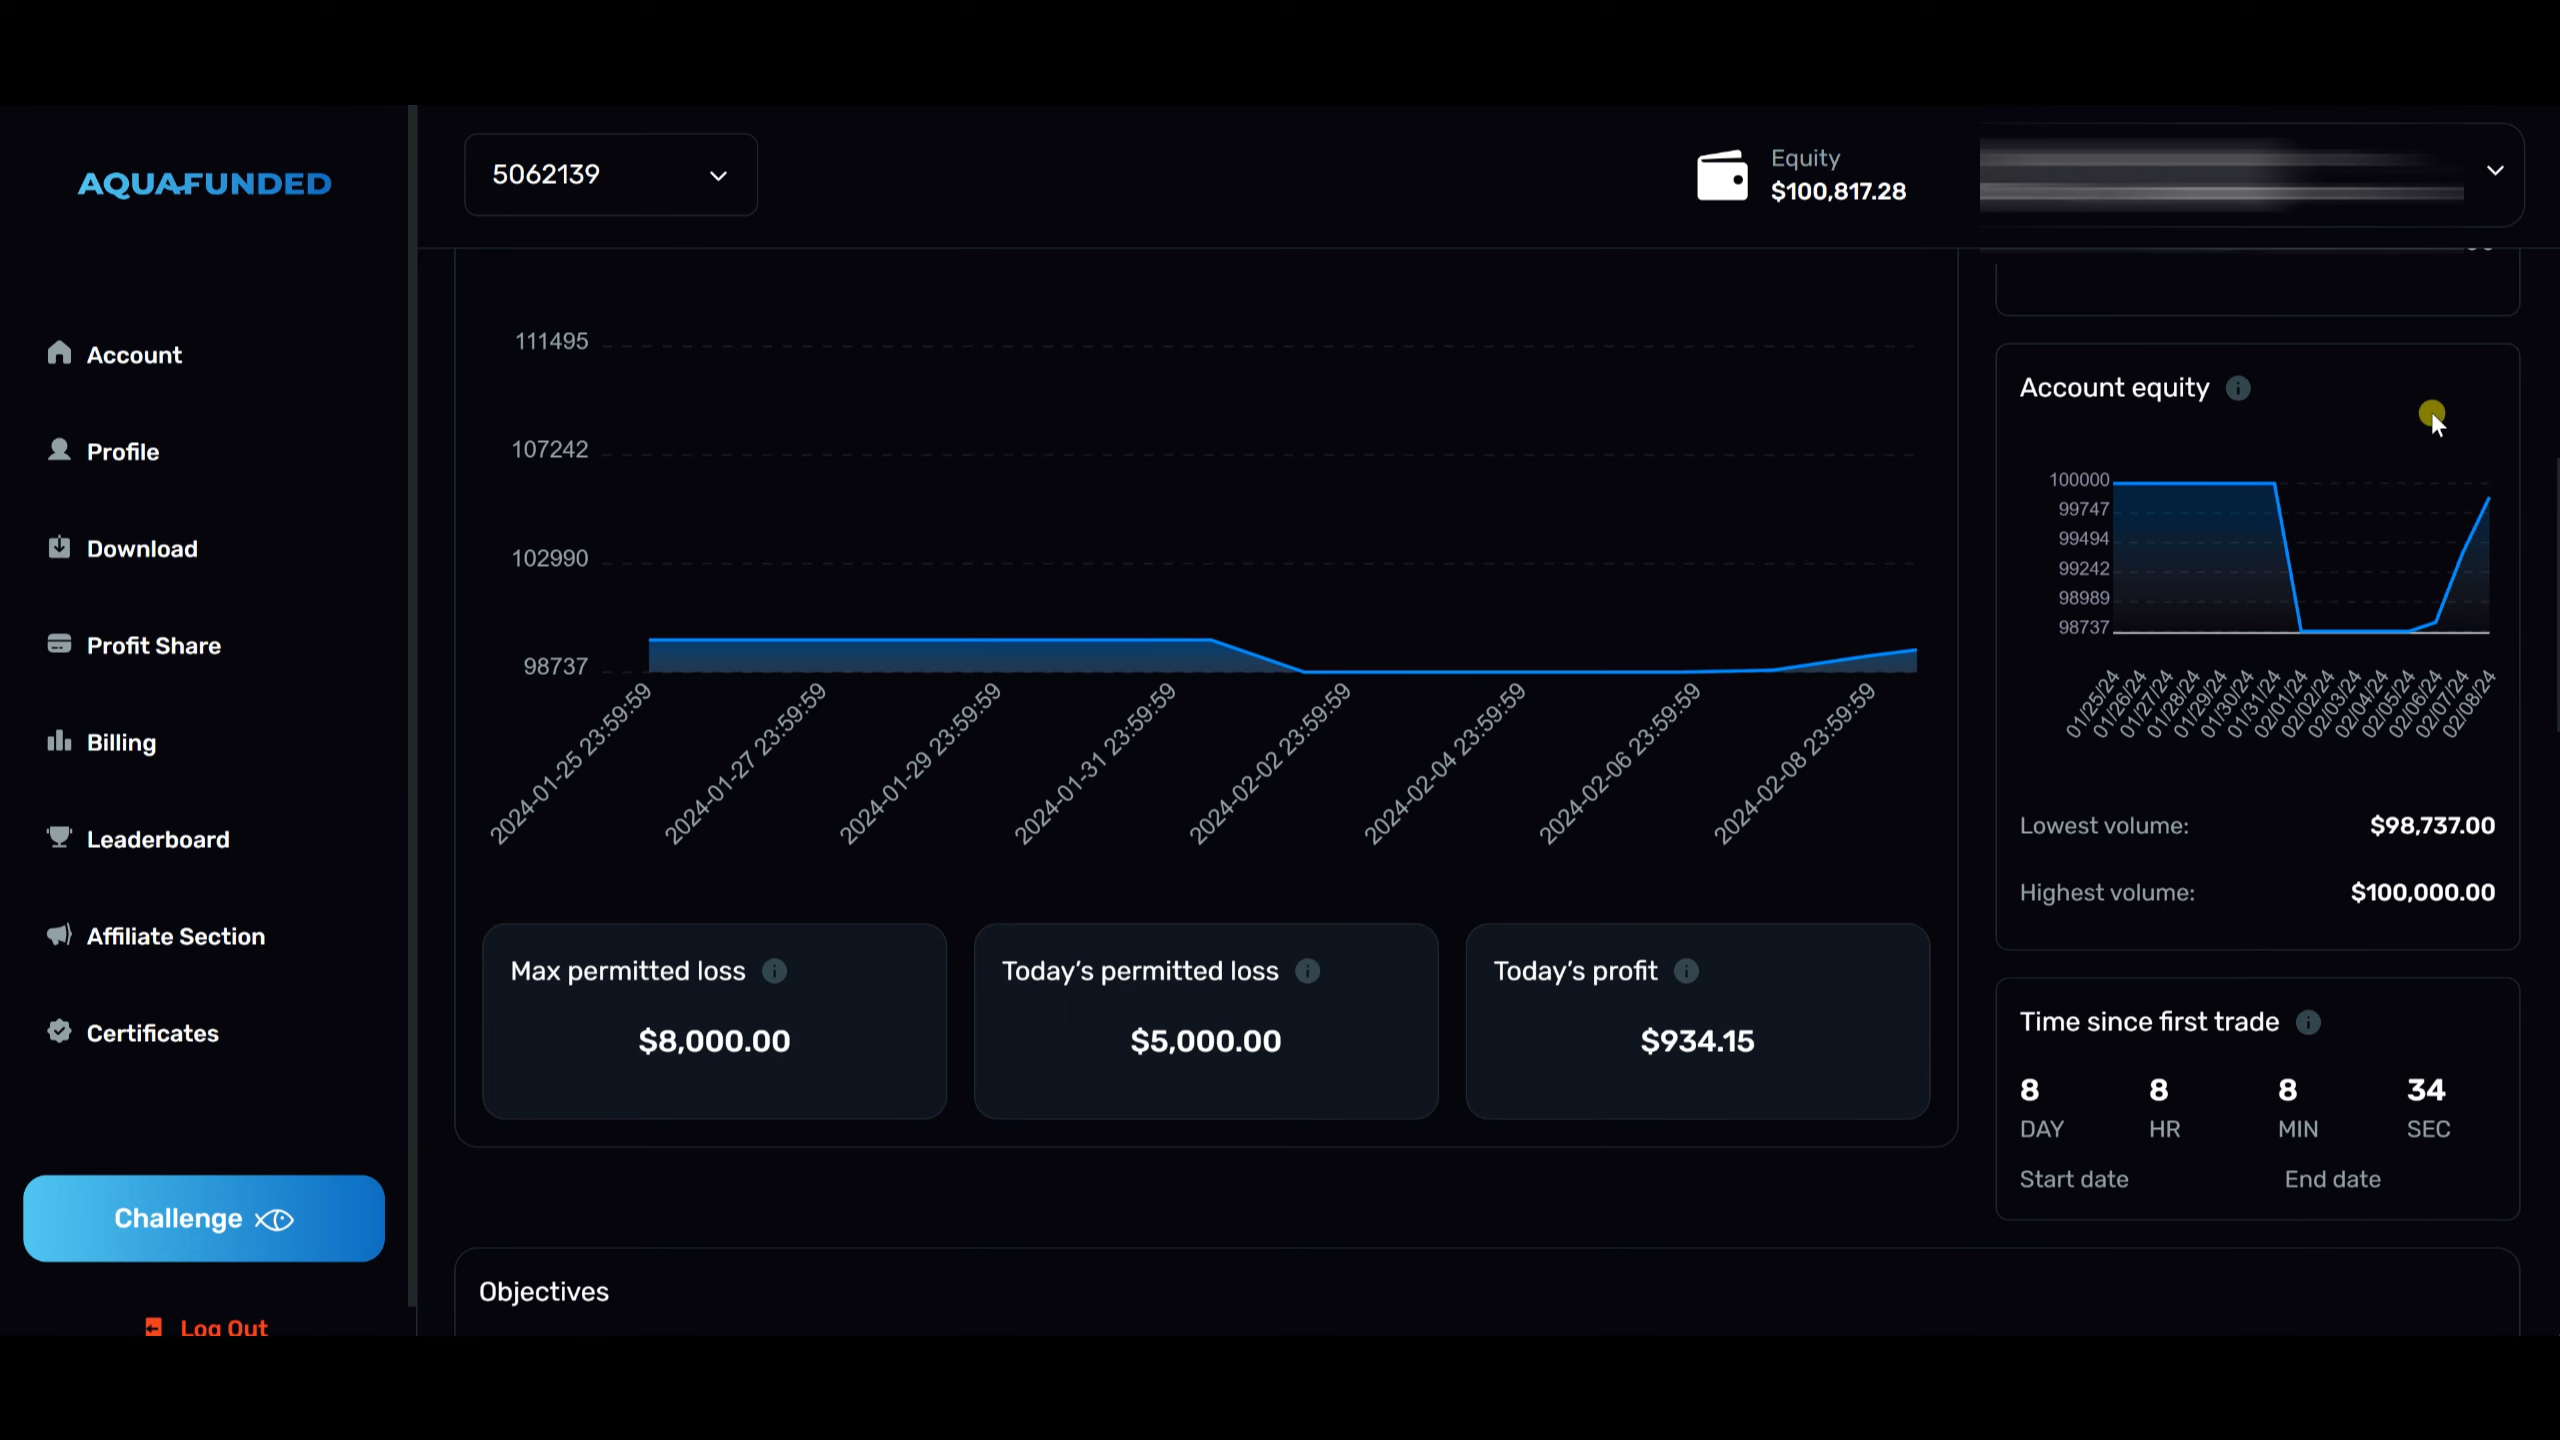 AQUAFUNDED
5062139
Equity
$100,817.28
Account
Profile
Download
Profit Share
Billing
Leaderboard
Affiliate Section
Certificates
Challenge
Log Out
111495
107242
102990
98737
2024-01-25 23:59:59
2024-01-27 23:59:59
2024-01-29 23:59:59
2024-01-31 23:59:59
2024-02-02 23:59:59
2024-02-04 23:59:59
2024-02-06 23:59:59
2024-02-08 23:59:59
Max permitted loss
$8,000.00
Today's permitted loss
$5,000.00
Today's profit
$934.15
Account equity
100000
99747
99494
99242
98989
98737
01/25/24
01/26/24
01/27/24
01/28/24
01/29/24
01/30/24
01/31/24
02/01/24
02/02/24
02/03/24
02/04/24
02/05/24
02/06/24
02/07/24
02/08/24
Lowest volume: $98,737.00
Highest volume: $100,000.00
Time since first trade
8 8 8 34
DAY HR MIN SEC
Start date End date
Objectives